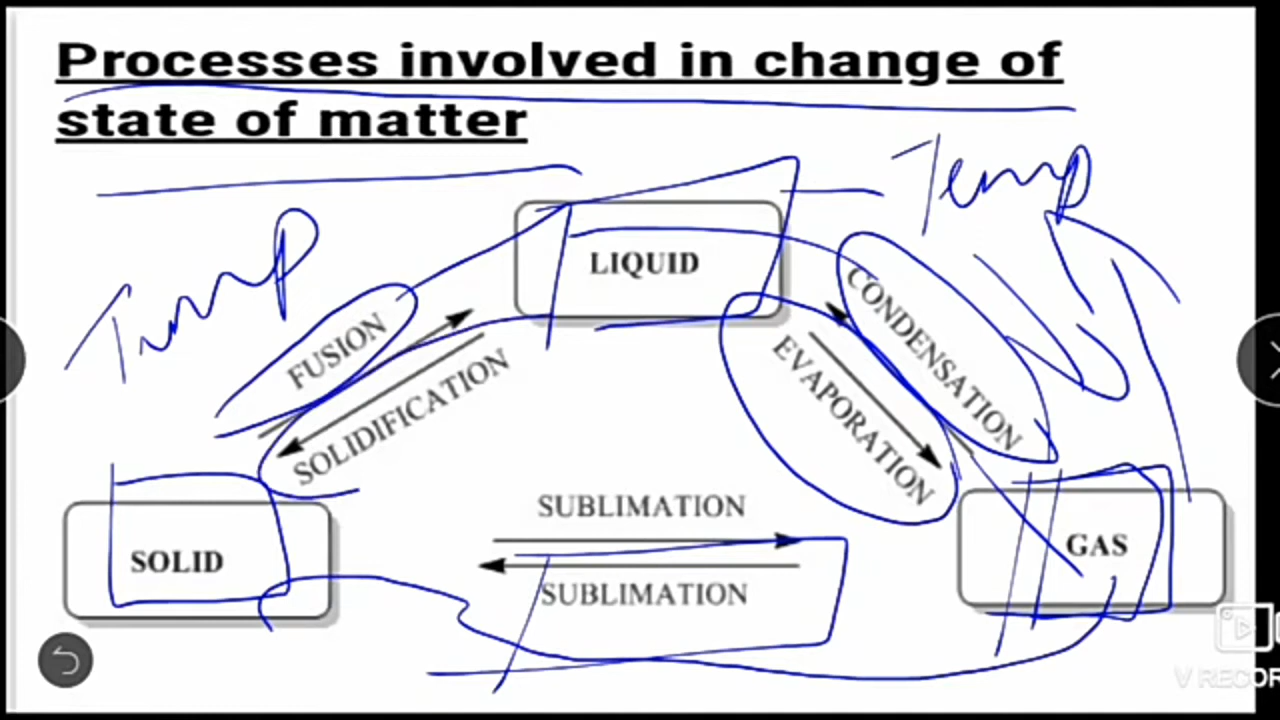 Processes involved in change of
state of matter
Temp
Temp
LIQUID
FUSION
SOLIDIFICATION
CONDENSATION
EVAPORATION
SUBLIMATION
SUBLIMATION
SOLID
GAS
V RECOR